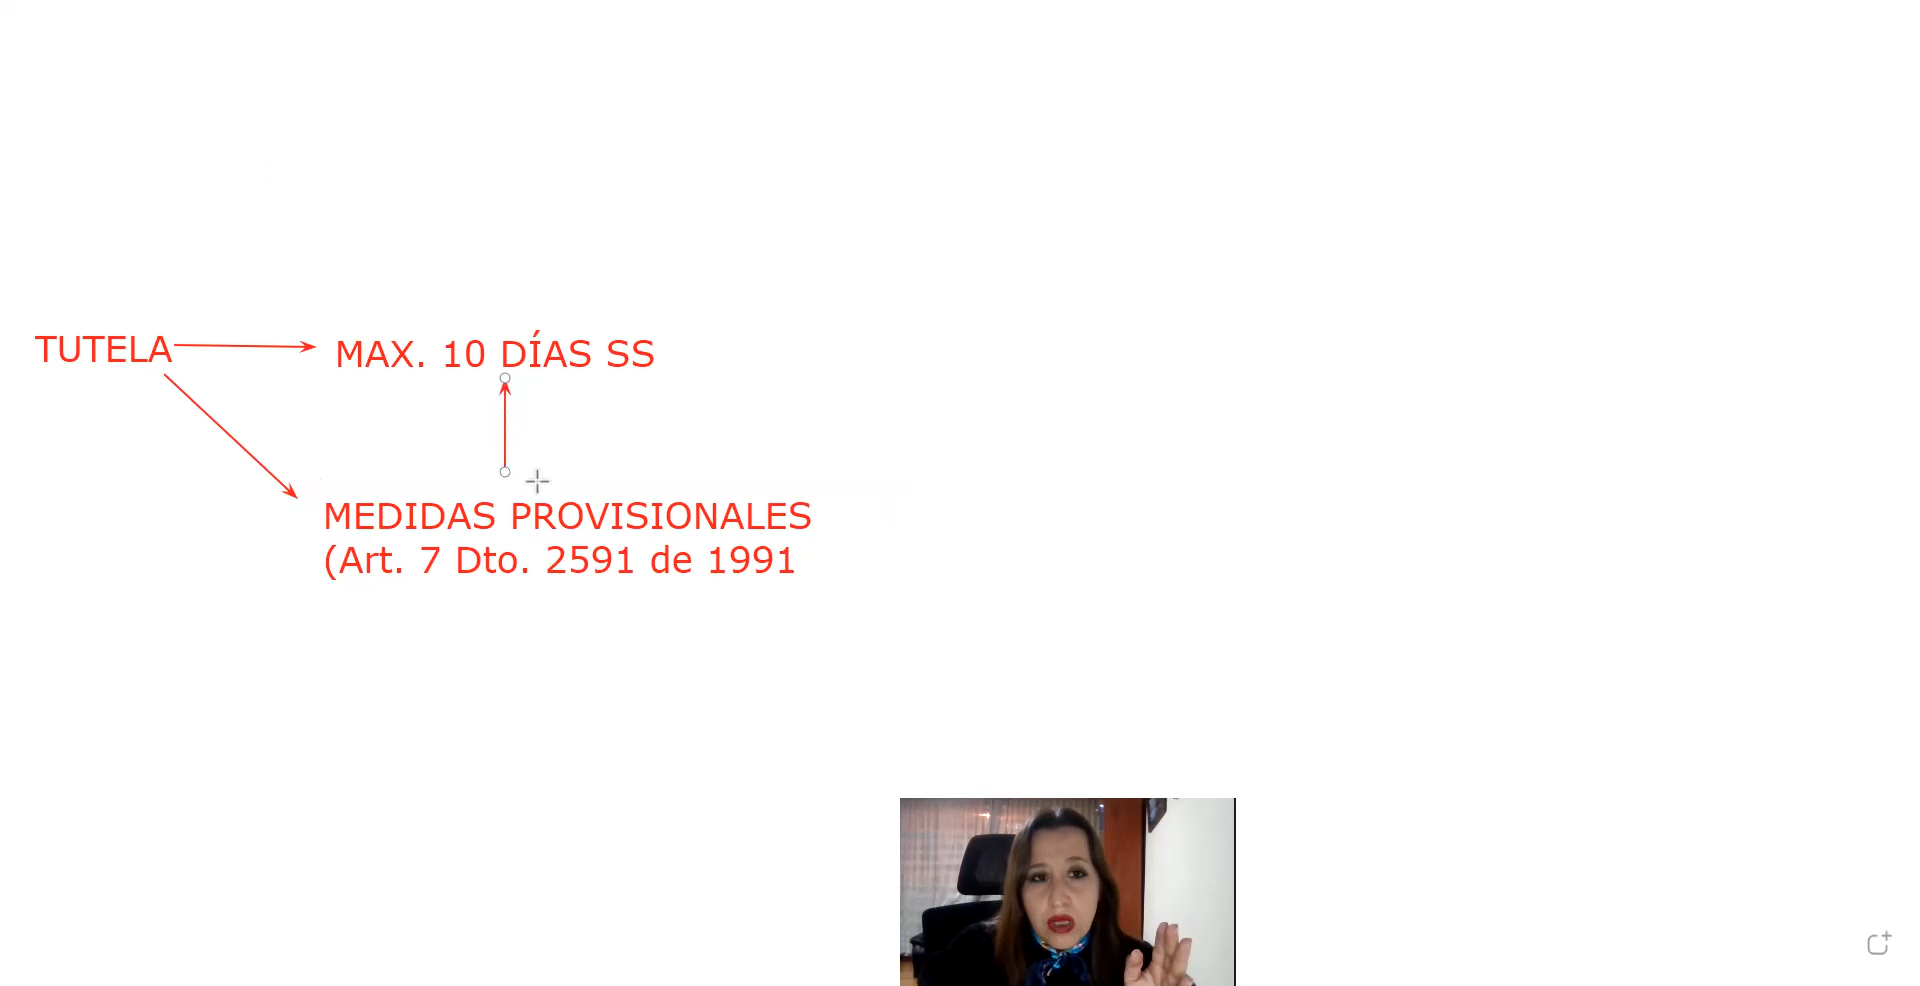 TUTELA
MAX. 10 DÍAS SS
MEDIDAS PROVISIONALES
(Art. 7 Dto. 2591 de 1991